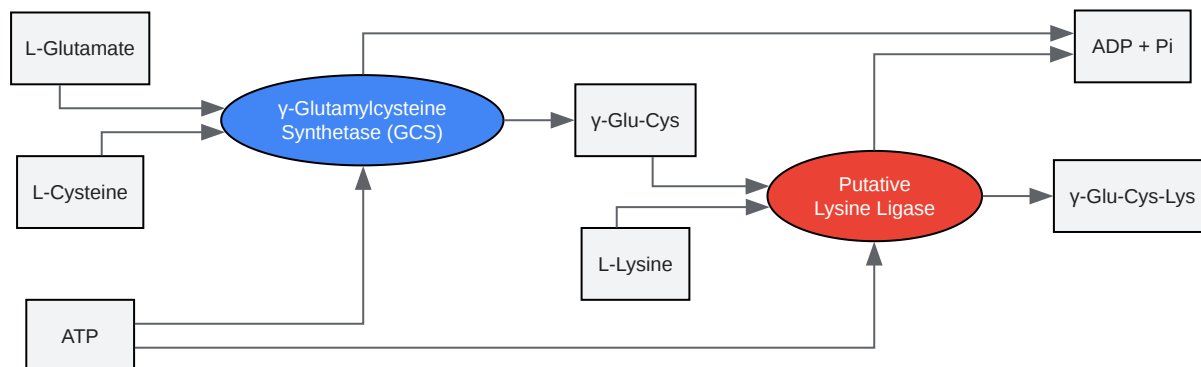 L-Glutamate
ADP + Pi
γ-Glutamylcysteine
Synthetase (GCS)
γ-Glu-Cys
L-Cysteine
Putative
Lysine Ligase
γ-Glu-Cys-Lys
L-Lysine
ATP